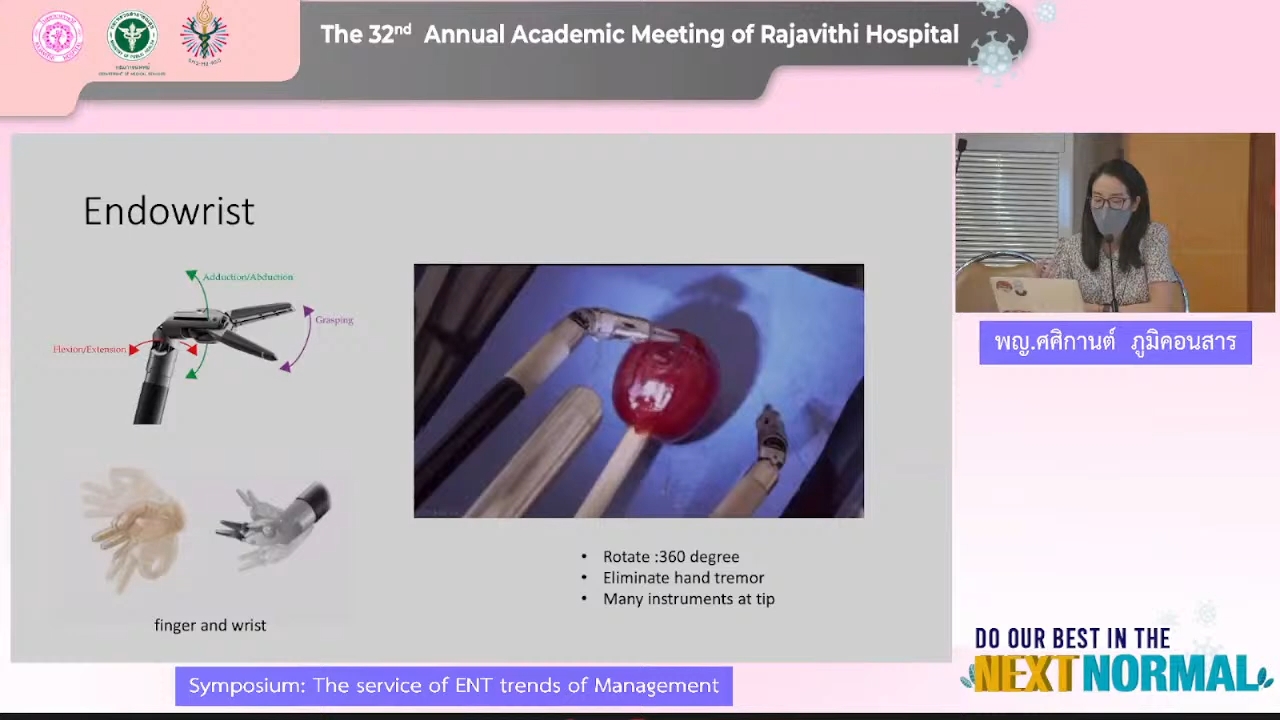 The 32nd Annual Academic Meeting of Rajavithi Hospital
Endowrist
Adduction/Abduction
Grasping
Flexion/Extension
finger and wrist
• Rotate :360 degree
• Eliminate hand tremor
• Many instruments at tip
พญ.ศศิกานต์ ภูมิคอนสาร
DO OUR BEST IN THE
NEXT NORMAL
Symposium: The service of ENT trends of Management